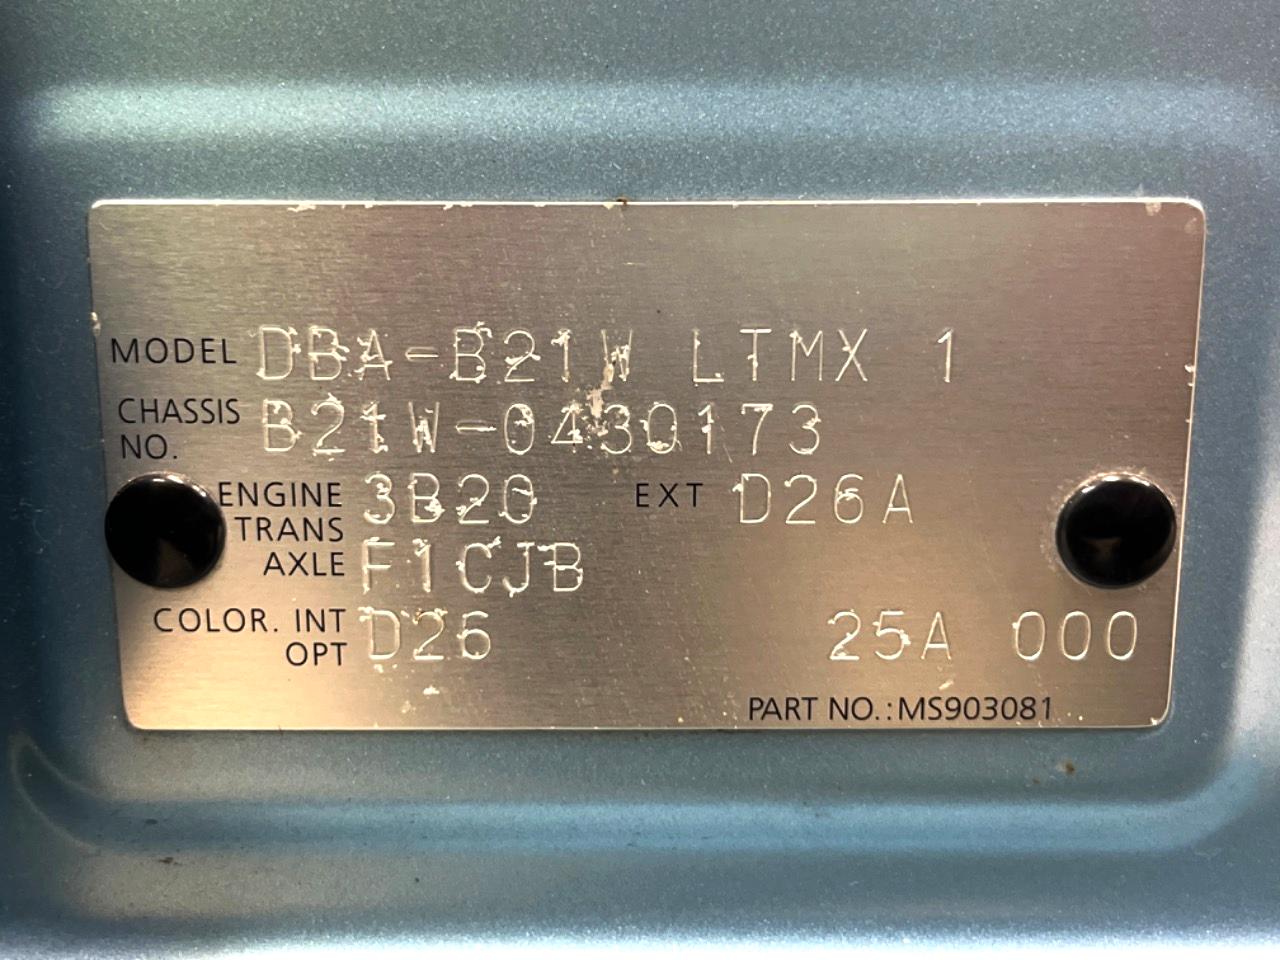 MODEL DBA-B21W LTMX 1
CHASSIS NO. B21W-0430173
ENGINE 3B20 EXT D26A
TRANS AXLE F1CJB
COLOR. INT OPT D26 25A 000
PART NO.:MS903081